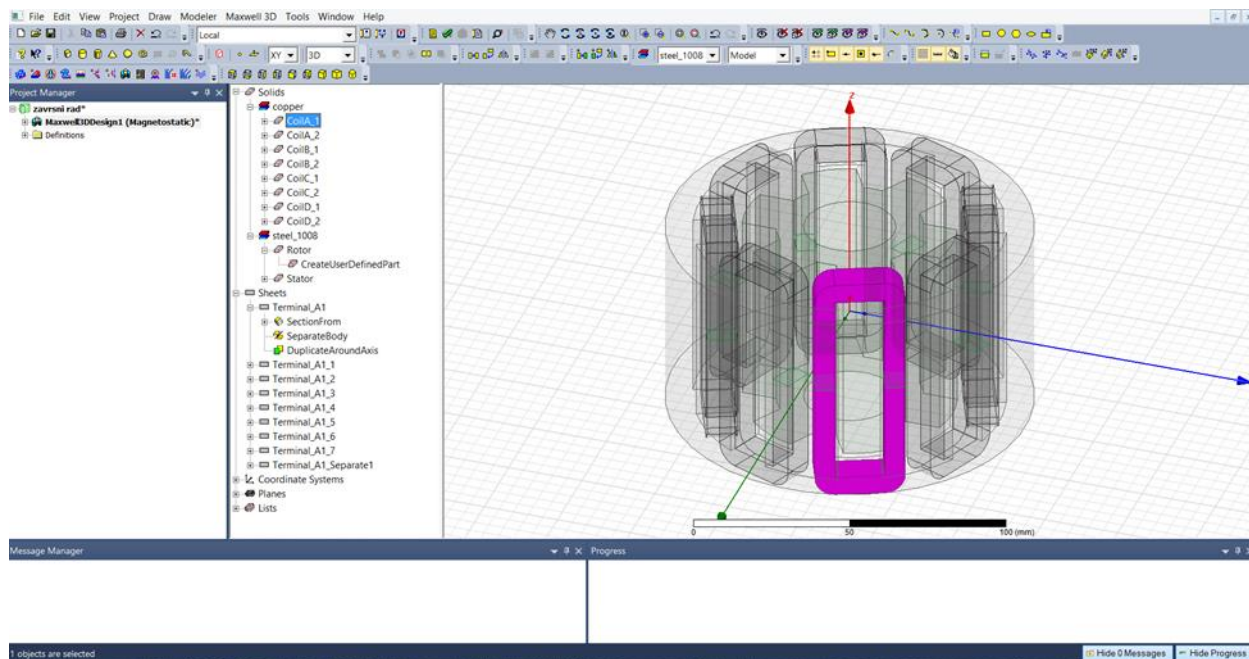 File Edit View Project Draw Modeler Maxwell 3D Tools Window Help
Local
XY 3D steel_1008 Model
Project Manager
zavrsni rad*
Maxwell3DDesign1 (Magnetostatic)*
Definitions
Solids
copper
CoilA_1
CoilA_2
CoilB_1
CoilB_2
CoilC_1
CoilC_2
CoilD_1
CoilD_2
steel_1008
Rotor
CreateUserDefinedPart
Stator
Sheets
Terminal_A1
SectionFrom
SeparateBody
DuplicateAroundAxis
Terminal_A1_1
Terminal_A1_2
Terminal_A1_3
Terminal_A1_4
Terminal_A1_5
Terminal_A1_6
Terminal_A1_7
Terminal_A1_Separate1
Coordinate Systems
Planes
Lists
z
0 50 100 (mm)
Message Manager
Progress
1 objects are selected
Hide 0 Messages Hide Progress